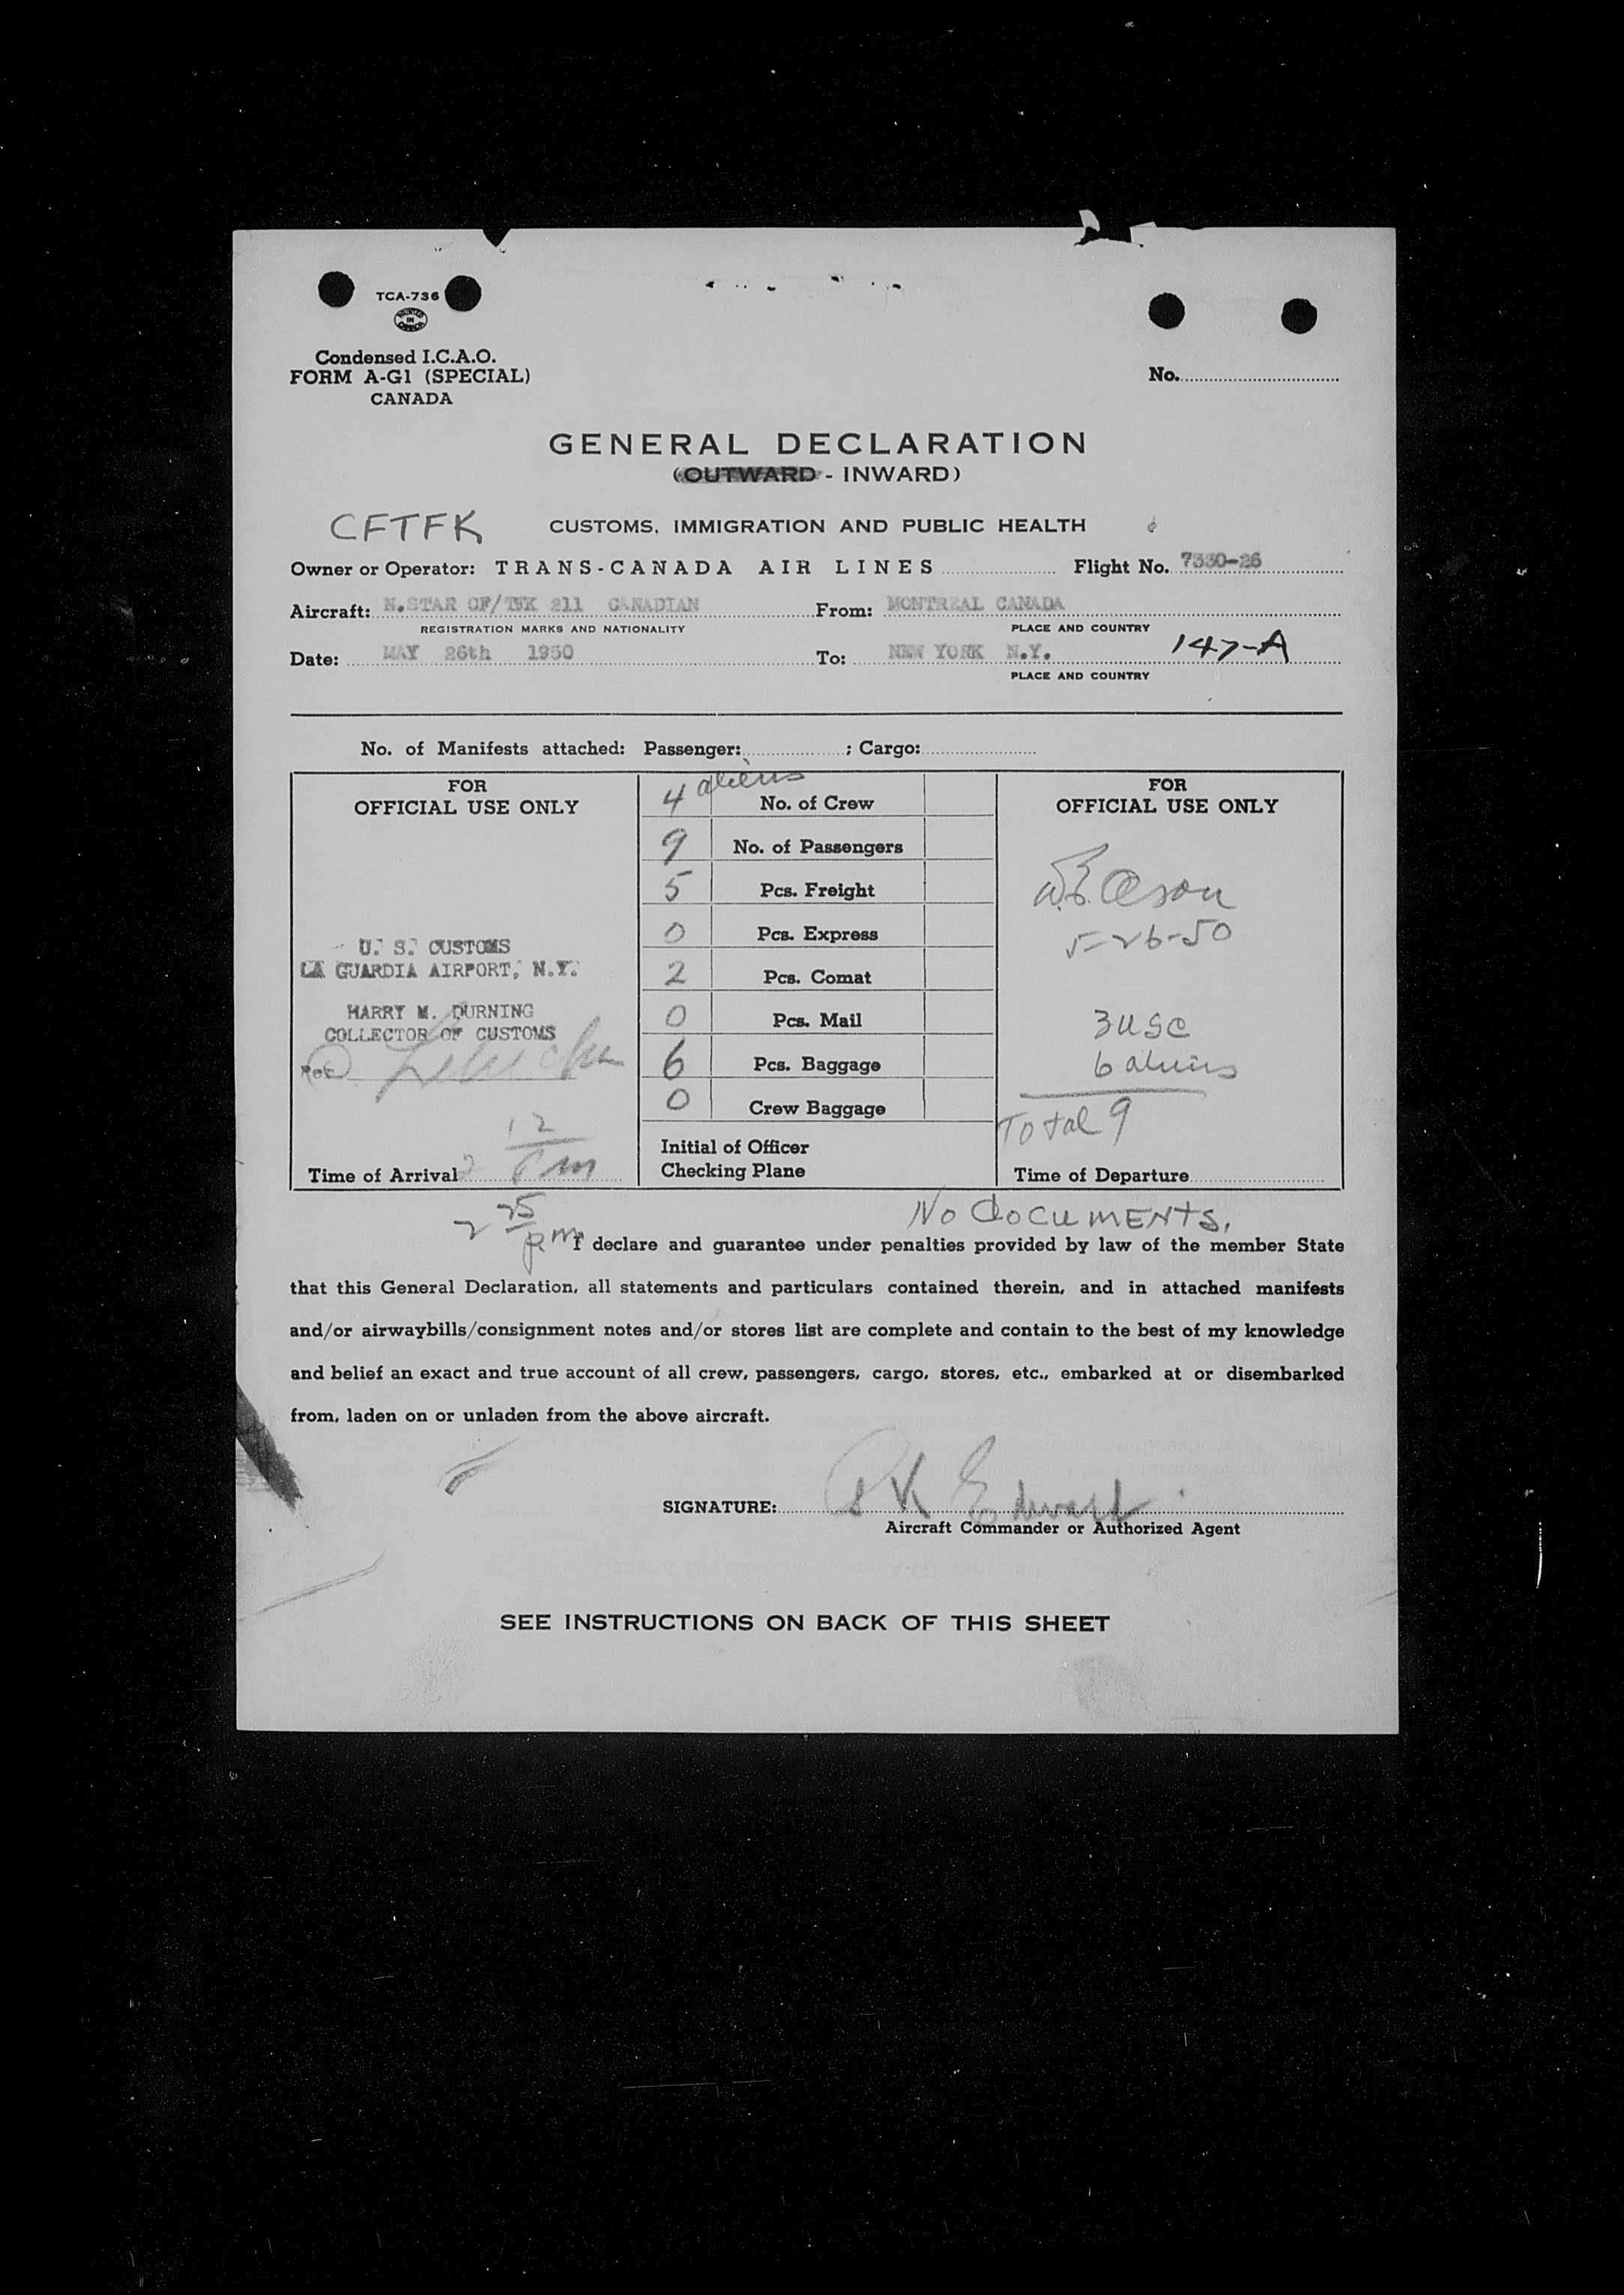 TCA-736
PRINTED IN CANADA
Condensed I.C.A.O.
FORM A-G1 (SPECIAL)
CANADA
No.
GENERAL DECLARATION
(OUTWARD - INWARD)
CFTFK
CUSTOMS, IMMIGRATION AND PUBLIC HEALTH
Owner or Operator: TRANS-CANADA AIR LINES Flight No. 7330-26
Aircraft: N.STAR CF/TFK 211 CANADIAN From: MONTREAL CANADA
REGISTRATION MARKS AND NATIONALITY PLACE AND COUNTRY
Date: MAY 26th 1950 To: NEW YORK N.Y. 147-A
PLACE AND COUNTRY
No. of Manifests attached: Passenger: ; Cargo:
FOR
OFFICIAL USE ONLY
U. S. CUSTOMS
LA GUARDIA AIRPORT, N.Y.
HARRY M. DURNING
COLLECTOR OF CUSTOMS
Time of Arrival 2 12 Pm
2 25 pm
4 aliens No. of Crew
9 No. of Passengers
5 Pcs. Freight
0 Pcs. Express
2 Pcs. Comat
0 Pcs. Mail
6 Pcs. Baggage
0 Crew Baggage
Initial of Officer
Checking Plane
FOR
OFFICIAL USE ONLY
5-26-50
3 USC
6 aliens
Total 9
Time of Departure
No DOCUMENTS.
I declare and guarantee under penalties provided by law of the member State
that this General Declaration, all statements and particulars contained therein, and in attached manifests
and/or airwaybills/consignment notes and/or stores list are complete and contain to the best of my knowledge
and belief an exact and true account of all crew, passengers, cargo, stores, etc., embarked at or disembarked
from, laden on or unladen from the above aircraft.
SIGNATURE: K Edward
Aircraft Commander or Authorized Agent
SEE INSTRUCTIONS ON BACK OF THIS SHEET